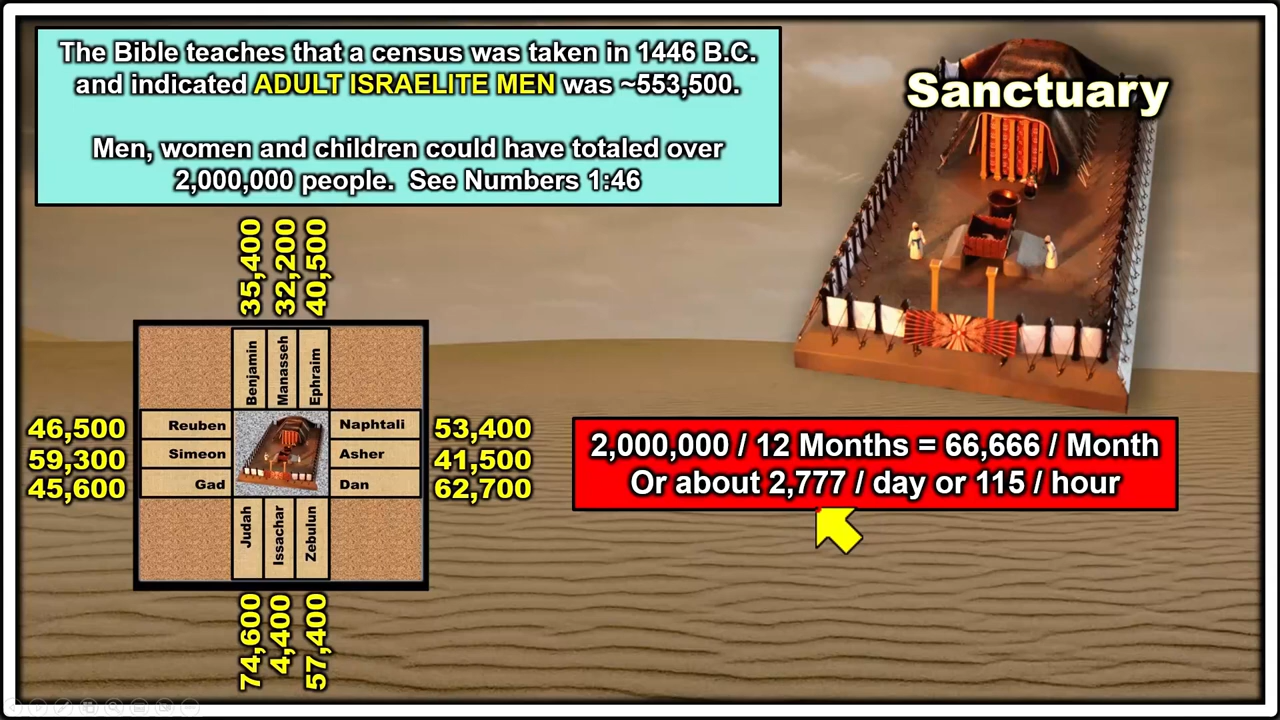 The Bible teaches that a census was taken in 1446 B.C.
and indicated ADULT ISRAELITE MEN was ~553,500.
Men, women and children could have totaled over
2,000,000 people. See Numbers 1:46
Sanctuary
35,400
32,200
40,500
Benjamin
Manasseh
Ephraim
46,500
59,300
45,600
Reuben
Simeon
Gad
Naphtali
Asher
Dan
53,400
41,500
62,700
Judah
Issachar
Zebulun
74,600
4,400
57,400
2,000,000 / 12 Months = 66,666 / Month
Or about 2,777 / day or 115 / hour